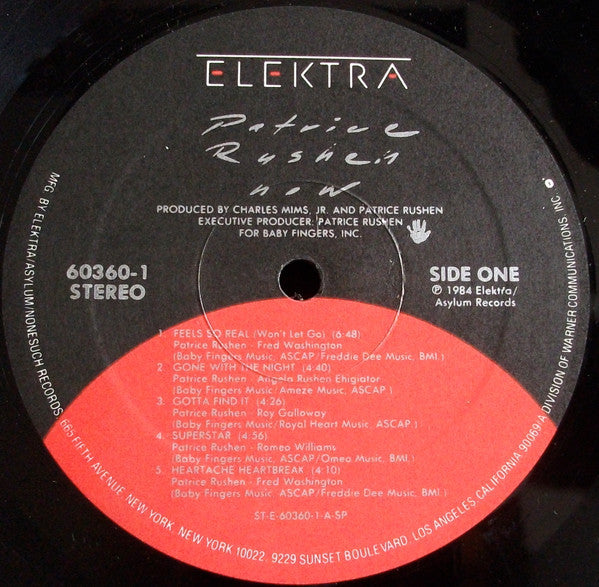 ELEKTRA
Patrice
Rushen
now
PRODUCED BY CHARLES MIMS, JR. AND PATRICE RUSHEN
EXECUTIVE PRODUCER: PATRICE RUSHEN
FOR BABY FINGERS, INC.
60360-1
STEREO
SIDE ONE
℗ 1984 Elektra/
Asylum Records
1. FEELS SO REAL (Won't Let Go) (6:48)
Patrice Rushen - Fred Washington
(Baby Fingers Music, ASCAP/Freddie Dee Music, BMI.)
2. GONE WITH THE NIGHT (4:40)
Patrice Rushen - Angela Rushen Ehigiator
(Baby Fingers Music/Ameze Music, ASCAP.)
3. GOTTA FIND IT (4:26)
Patrice Rushen - Roy Galloway
(Baby Fingers Music/Royal Heart Music, ASCAP.)
4. SUPERSTAR (4:56)
Patrice Rushen - Romeo Williams
(Baby Fingers Music, ASCAP/Omea Music, BMI.)
5. HEARTACHE HEARTBREAK (4:10)
Patrice Rushen - Fred Washington
(Baby Fingers Music, ASCAP/Freddie Dee Music, BMI.)
ST-E-60360-1-A-SP
MFG. BY ELEKTRA/ASYLUM/NONESUCH RECORDS, 665 FIFTH AVENUE, NEW YORK, NEW YORK 10022. 9229 SUNSET BOULEVARD, LOS ANGELES, CALIFORNIA 90069-A DIVISION OF WARNER COMMUNICATIONS INC.